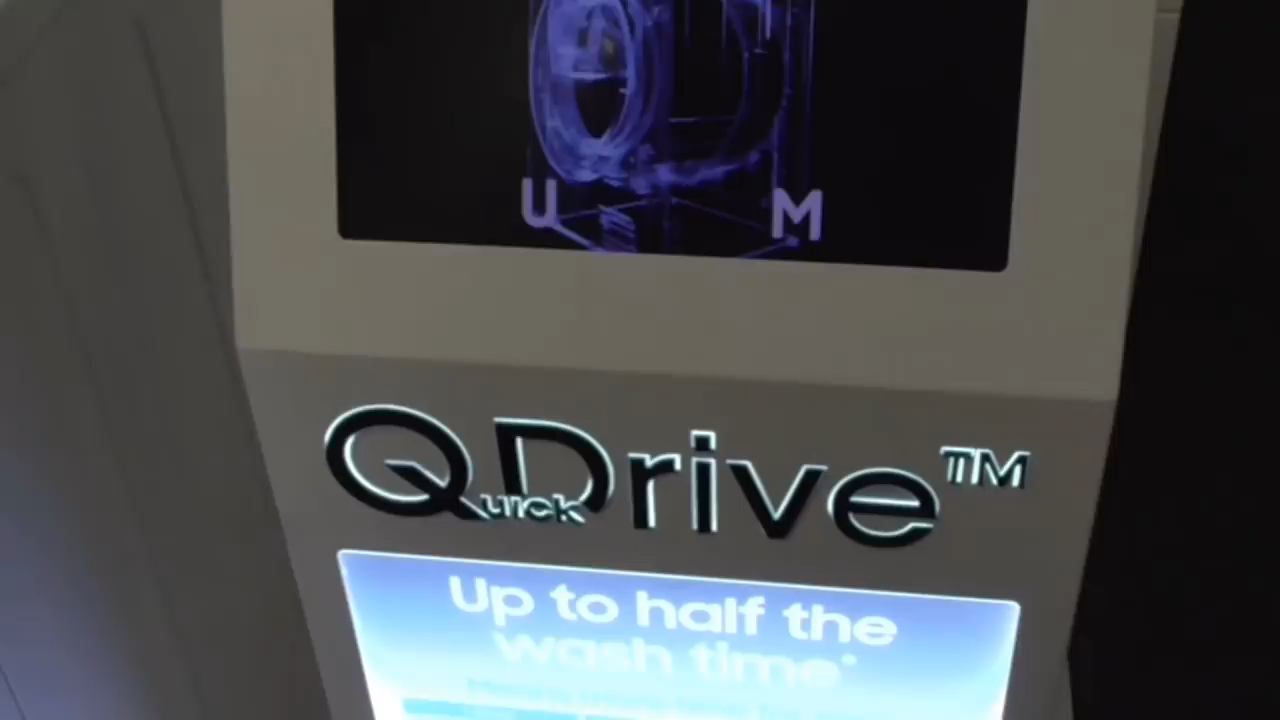 U M
QuickDrive™
Up to half the
wash time*